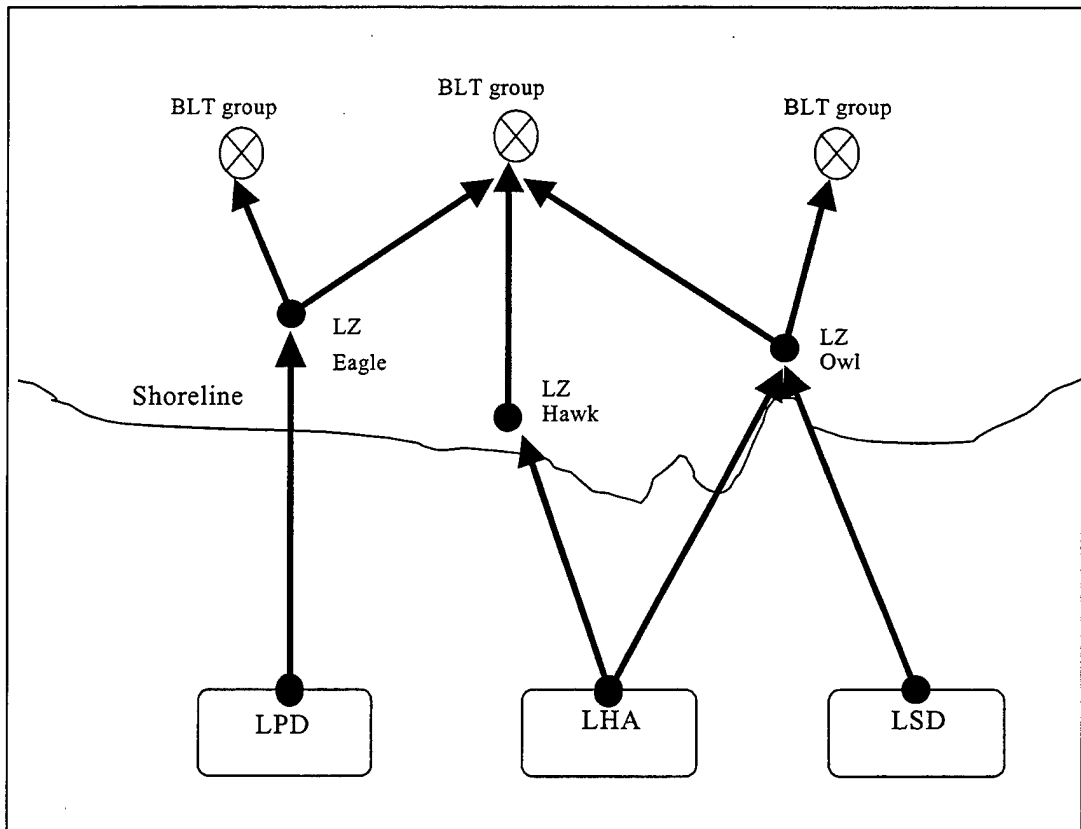 BLT group
BLT group
BLT group
LZ
Eagle
LZ
Owl
Shoreline
LZ
Hawk
LPD
LHA
LSD